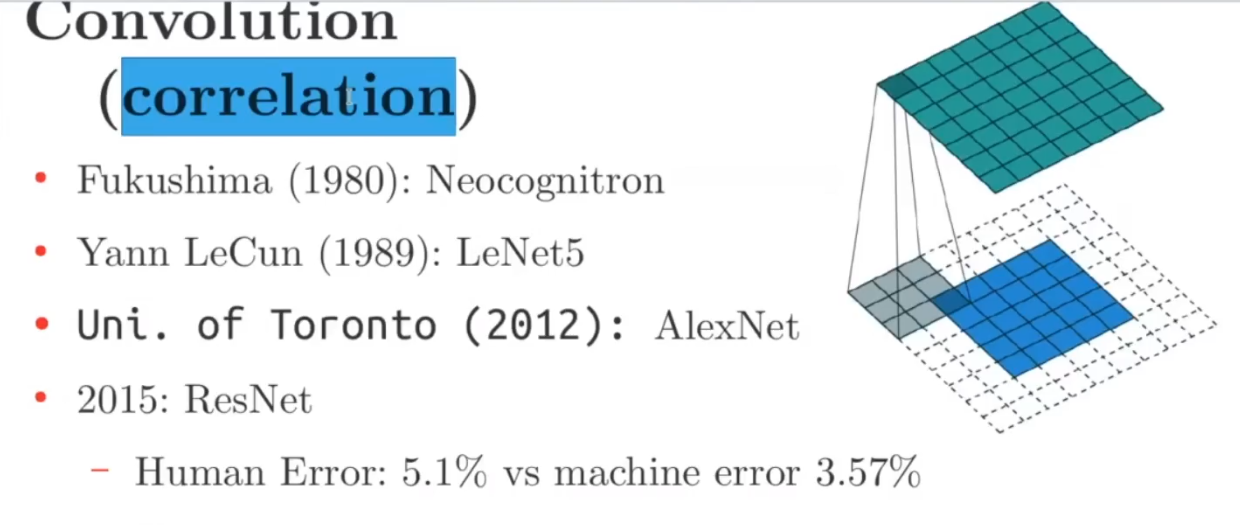 Convolution
(correlation)
• Fukushima (1980): Neocognitron
• Yann LeCun (1989): LeNet5
• Uni. of Toronto (2012): AlexNet
• 2015: ResNet
– Human Error: 5.1% vs machine error 3.57%